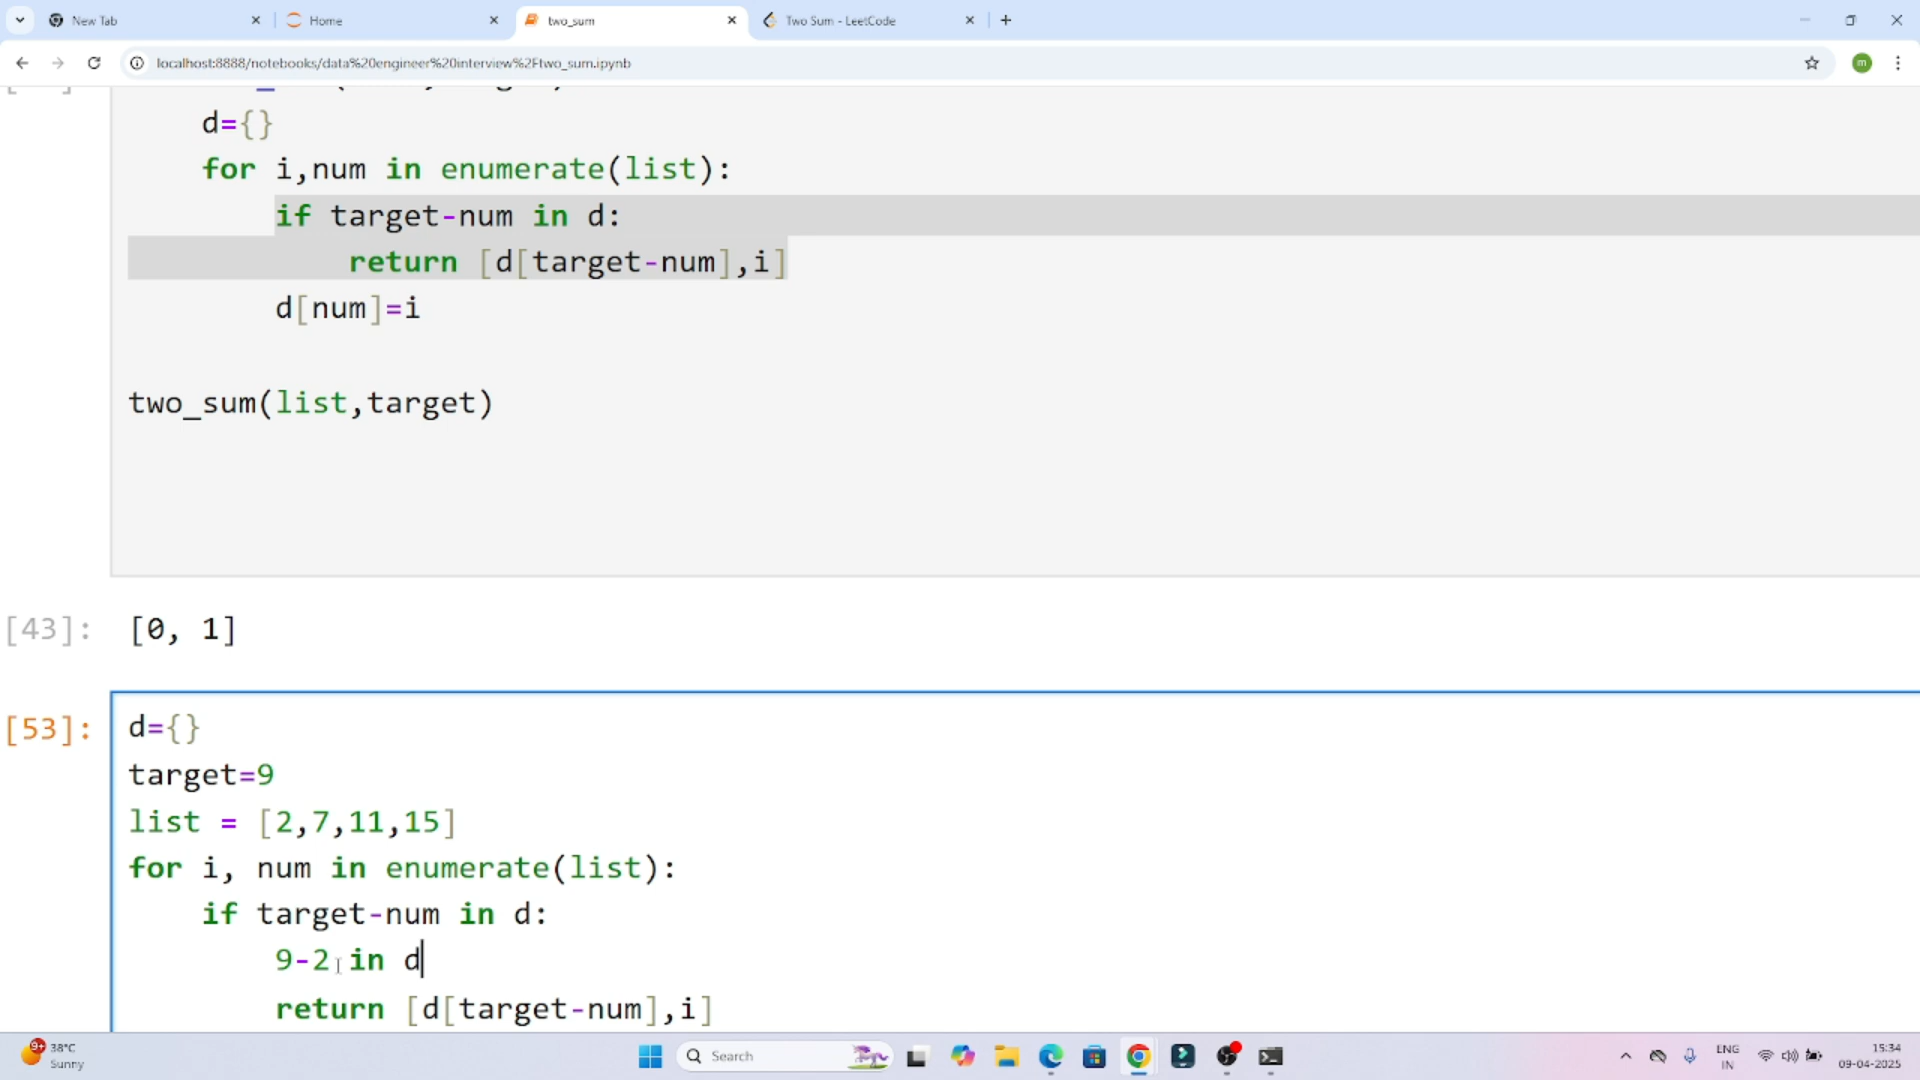 New Tab
Home
two_sum
Two Sum - LeetCode
localhost:8888/notebooks/data%20engineer%20interview%2Ftwo_sum.ipynb
m
d={}
for i,num in enumerate(list):
if target-num in d:
return [d[target-num],i]
d[num]=i
two_sum(list,target)
[43]: [0, 1]
[53]: d={}
target=9
list = [2,7,11,15]
for i, num in enumerate(list):
if target-num in d:
9-2 in d
return [d[target-num],i]
9+
38°C
Sunny
Search
ENG
IN
15:34
09-04-2025